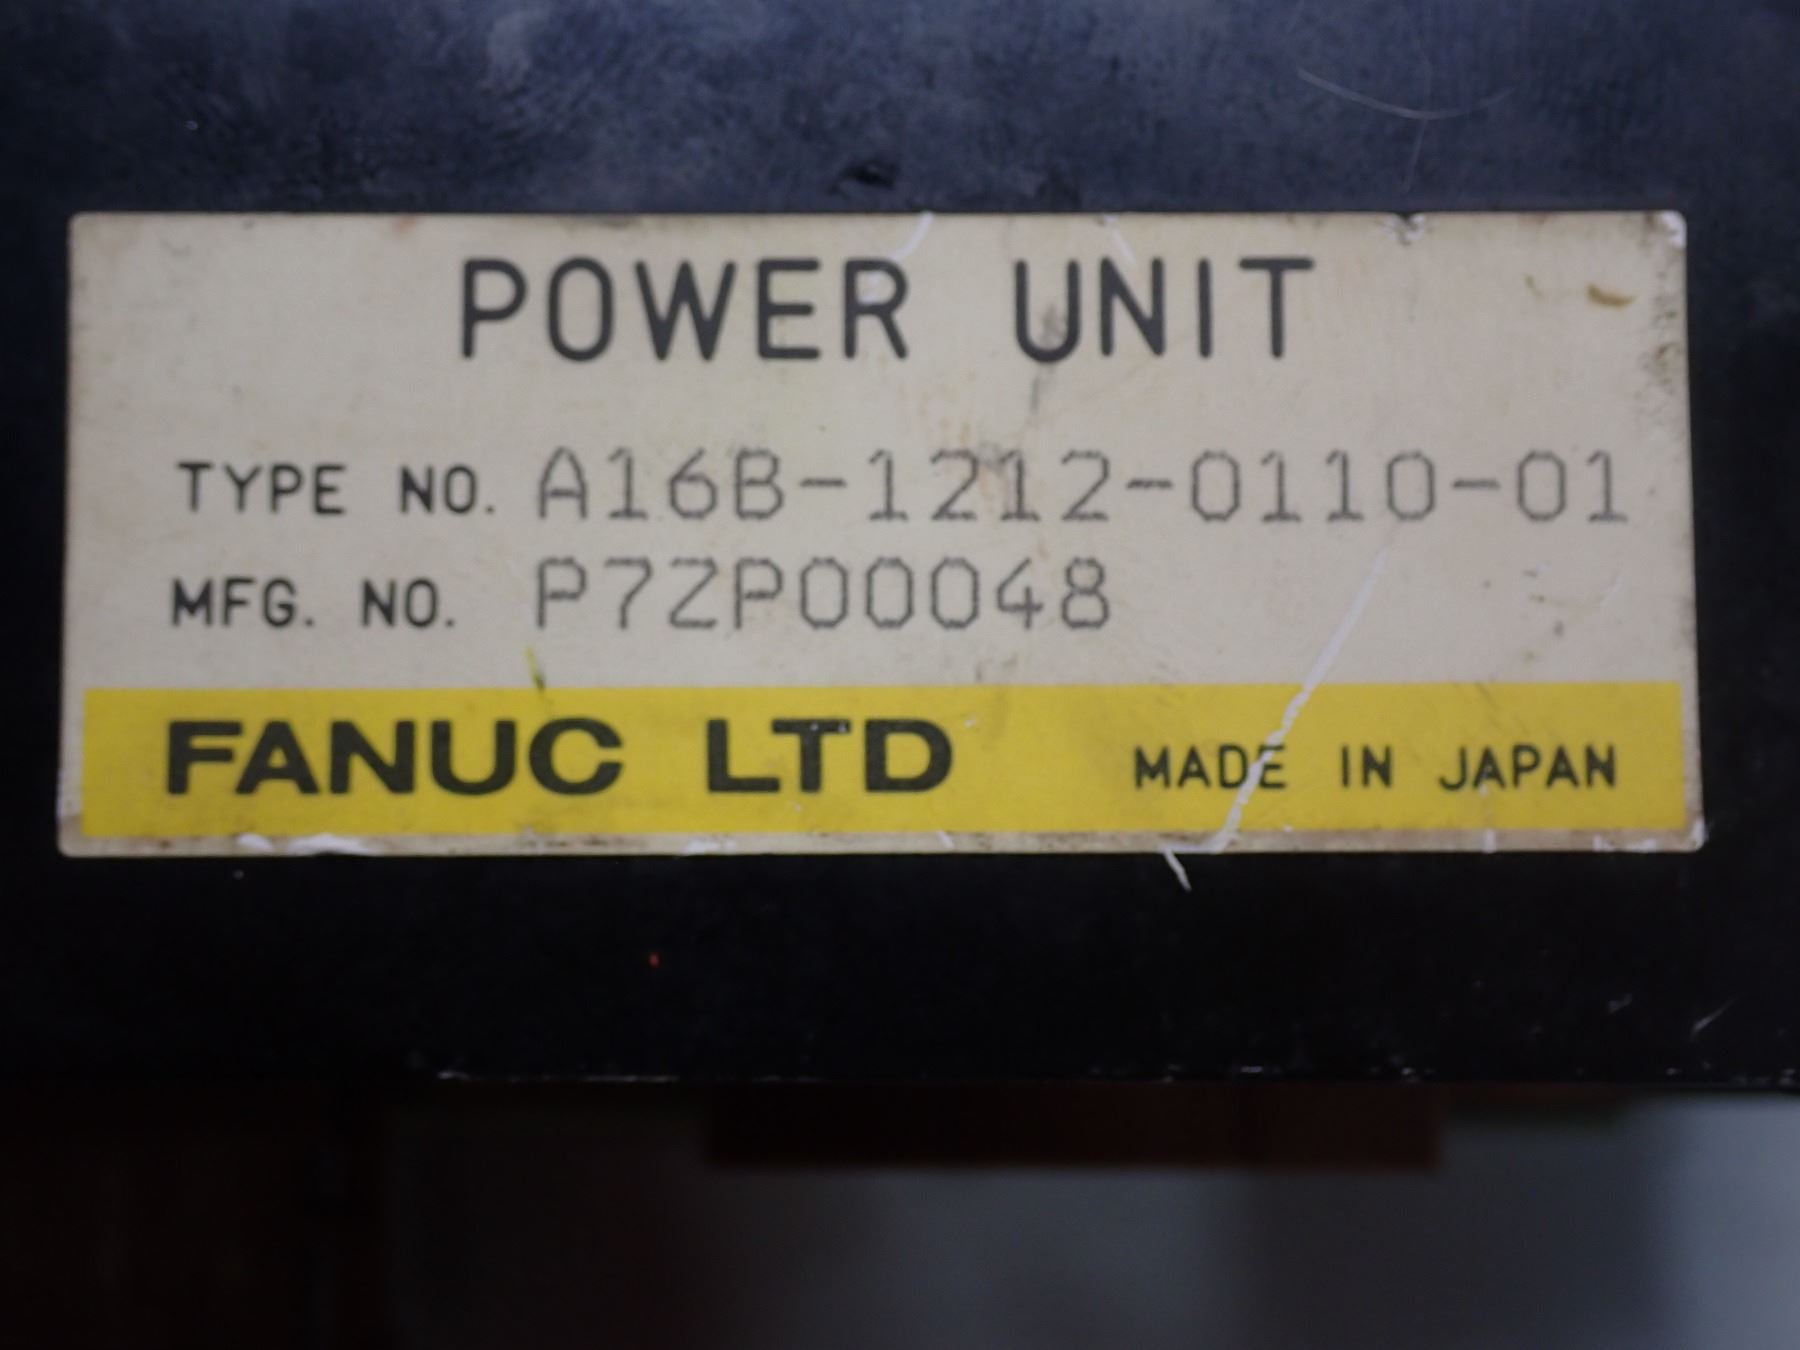 POWER UNIT
TYPE NO. A16B-1212-0110-01
MFG. NO. P7ZP00048
FANUC LTD MADE IN JAPAN